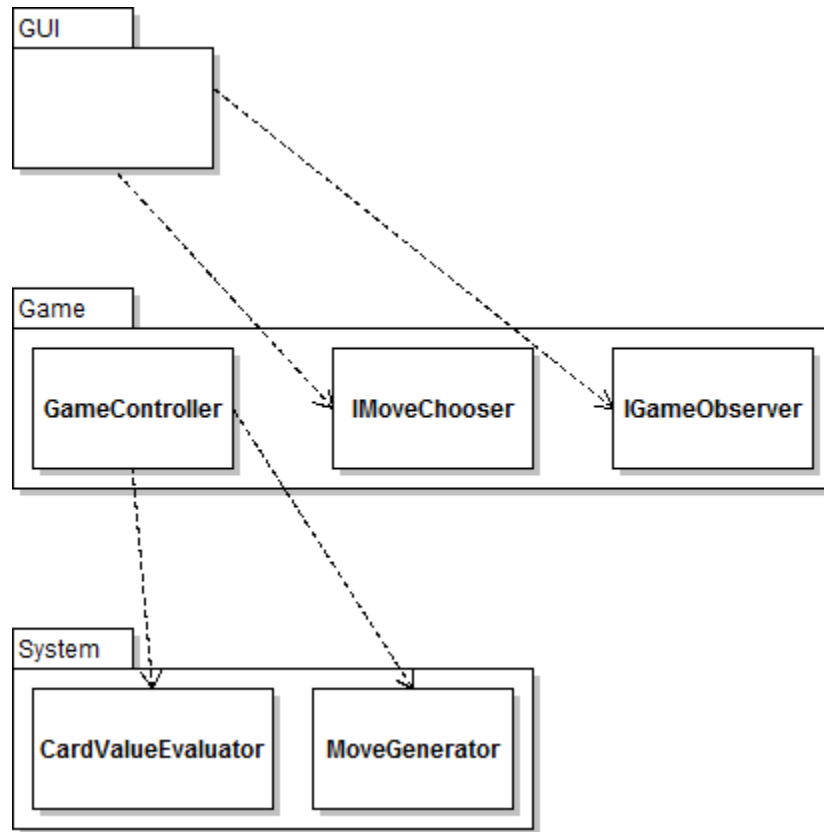 GUI
Game
GameController
IMoveChooser
IGameObserver
System
CardValueEvaluator
MoveGenerator